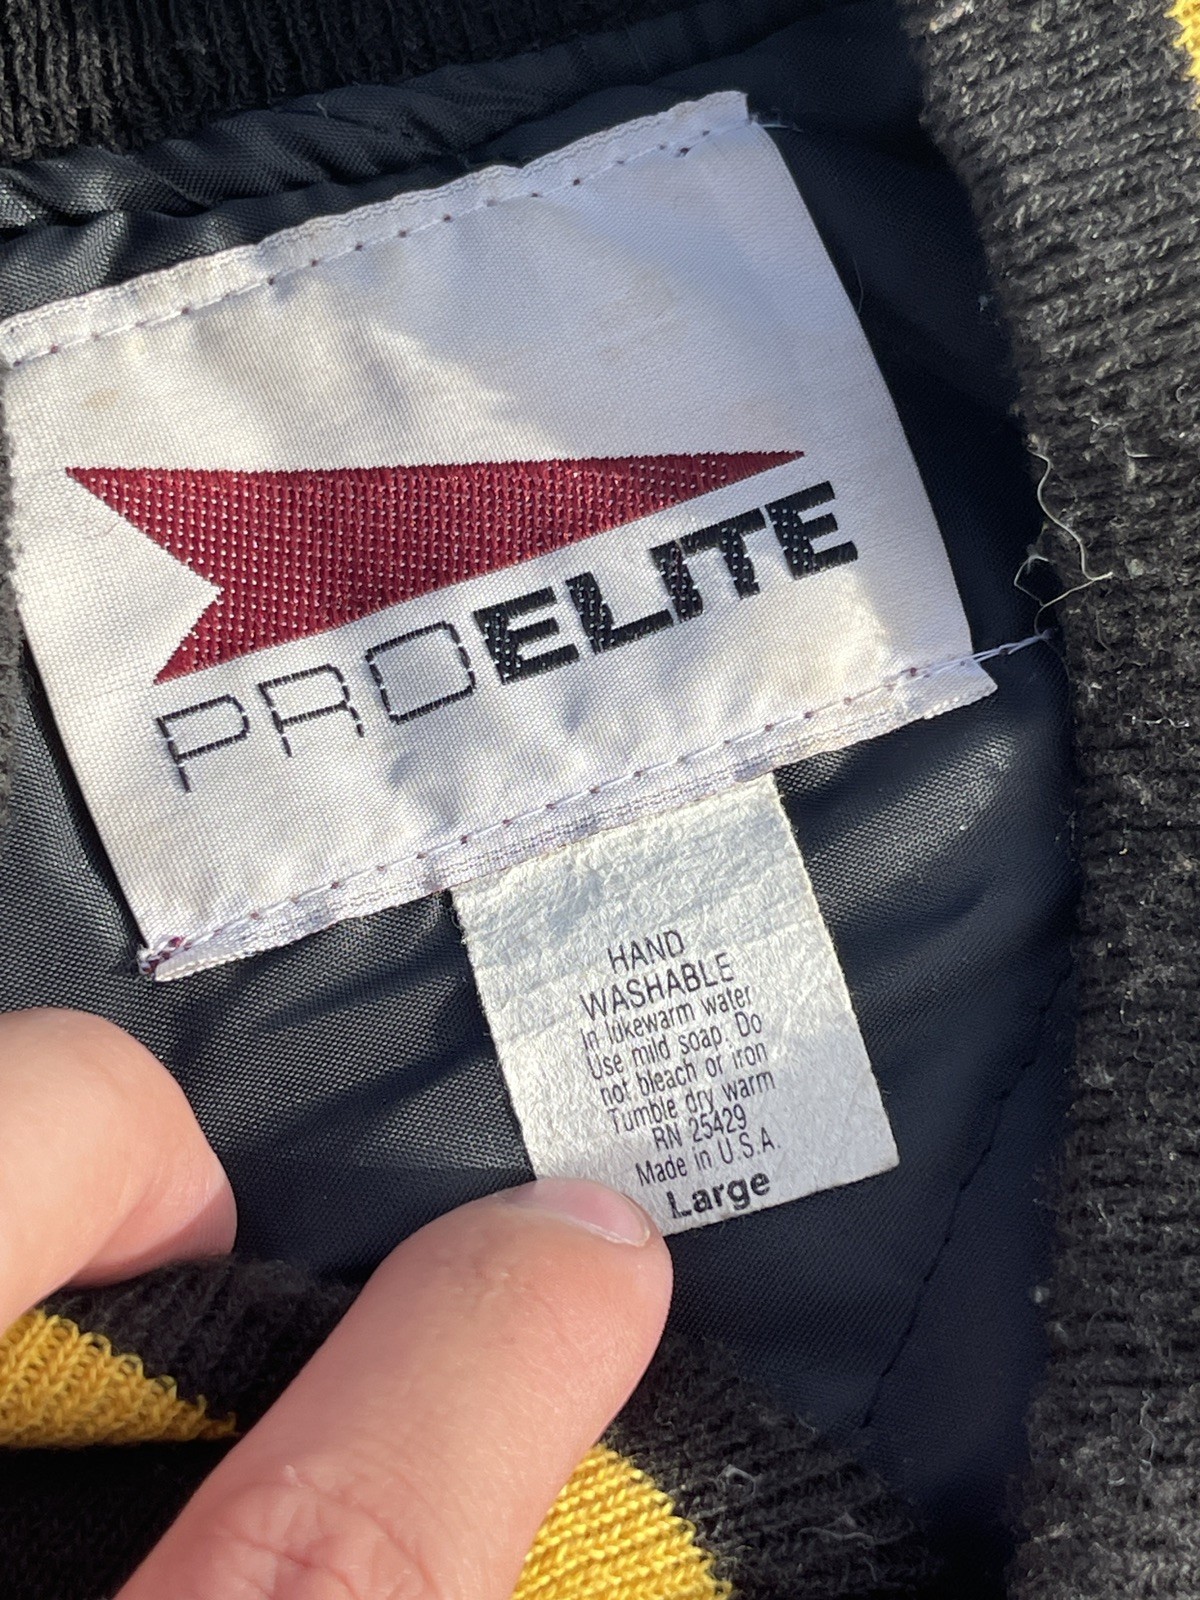 PROELITE
HAND
WASHABLE
in lukewarm water
Use mild soap. Do
not bleach or iron
Tumble dry warm
RN 25429
Made in U.S.A.
Large